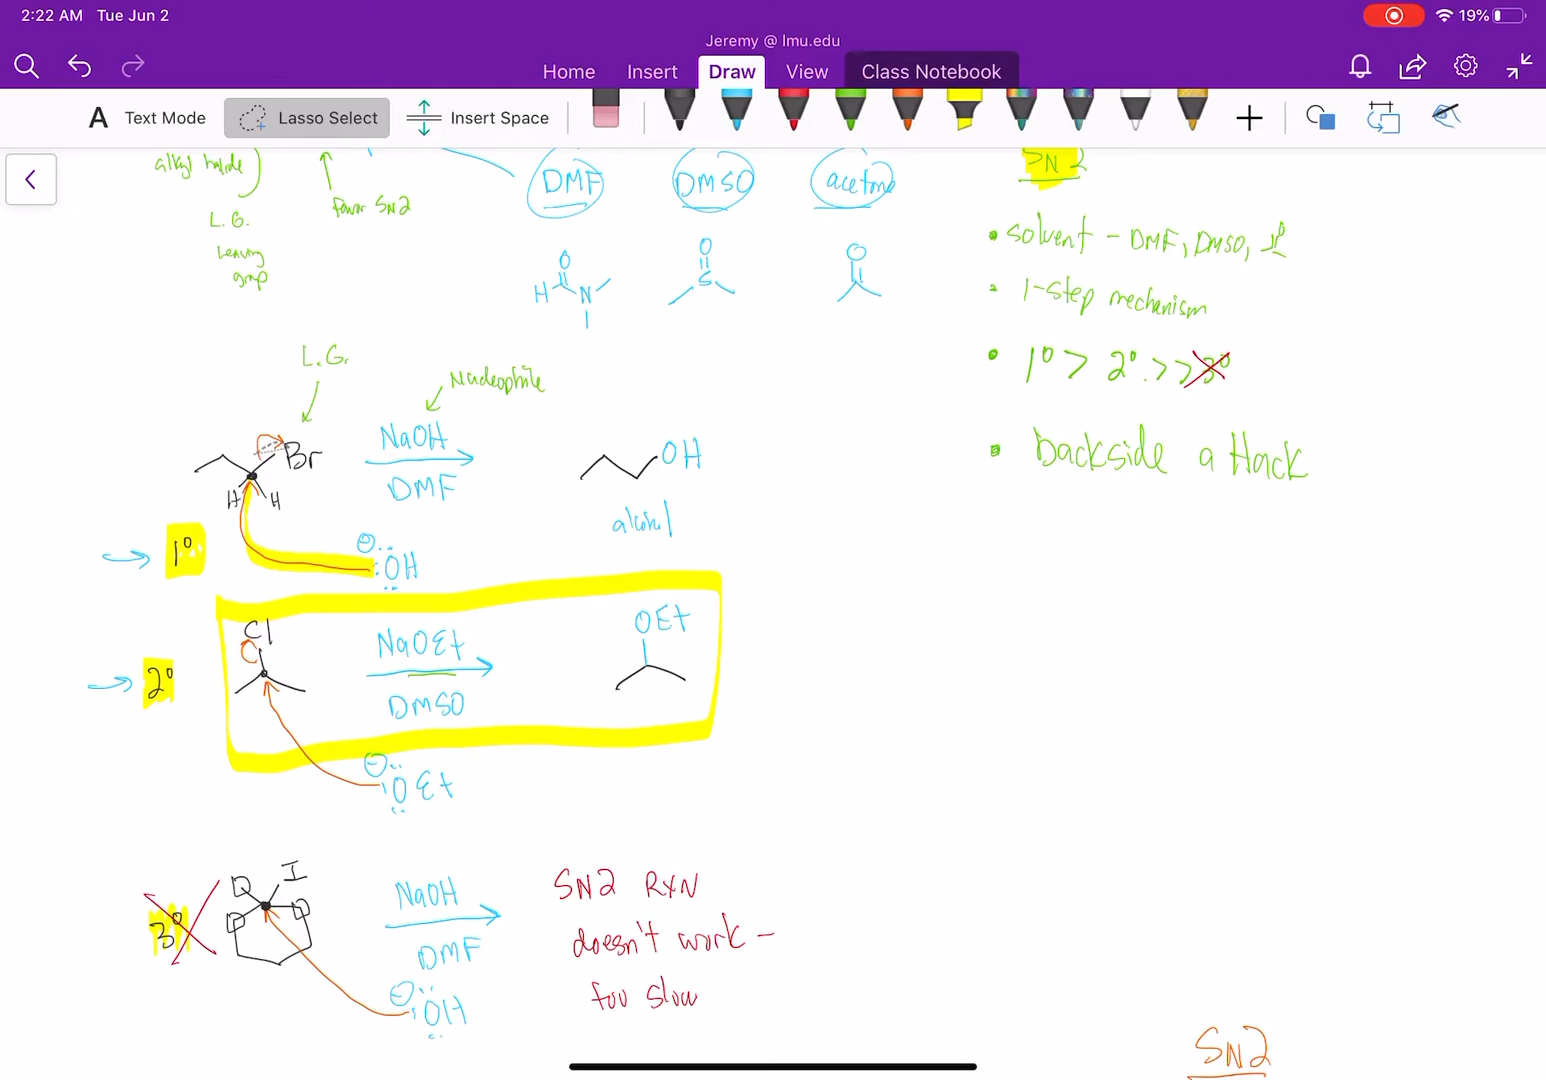 2:22 AM Tue Jun 2
19%
Jeremy @ lmu.edu
Home Insert Draw View Class Notebook
A Text Mode Lasso Select Insert Space
alkyl halide
L.G.
Leaving
group
favor SN2
DMF DMSO acetone
O
H N
O
S
O
SN2
• solvent - DMF, DMSO,
• 1-step mechanism
• 1° > 2° >> 3°
• Backside attack
L.G.
Nucleophile
Br
H H
NaOH
DMF
OH
alcohol
1°
⊖
:OH
2°
Cl
NaOEt
DMSO
OEt
⊖
:OEt
3°
I
NaOH
DMF
⊖
:OH
SN2 RXN
doesn't work -
too slow
SN2